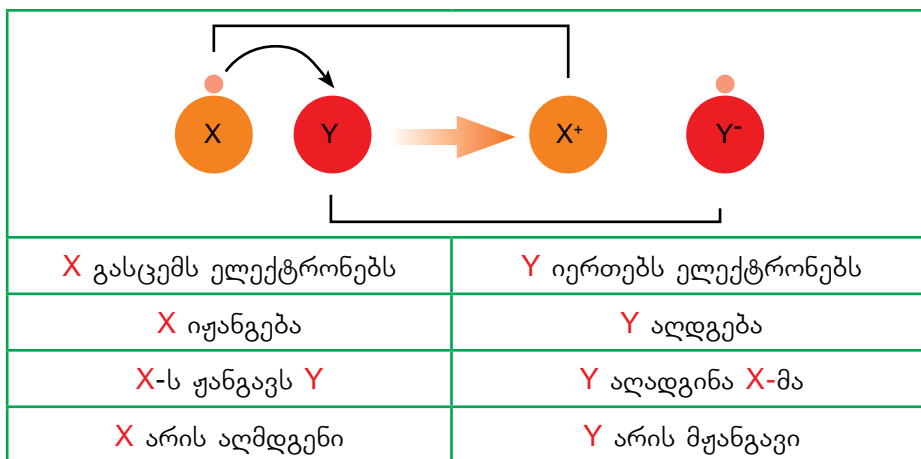 X Y X⁺ Y⁻
X გასცემს ელექტრონებს
Y იერთებს ელექტრონებს
X იჟანგება
Y აღდგება
X-ს ჟანგავს Y
Y აღადგინა X-მა
X არის აღმდგენი
Y არის მჟანგავი